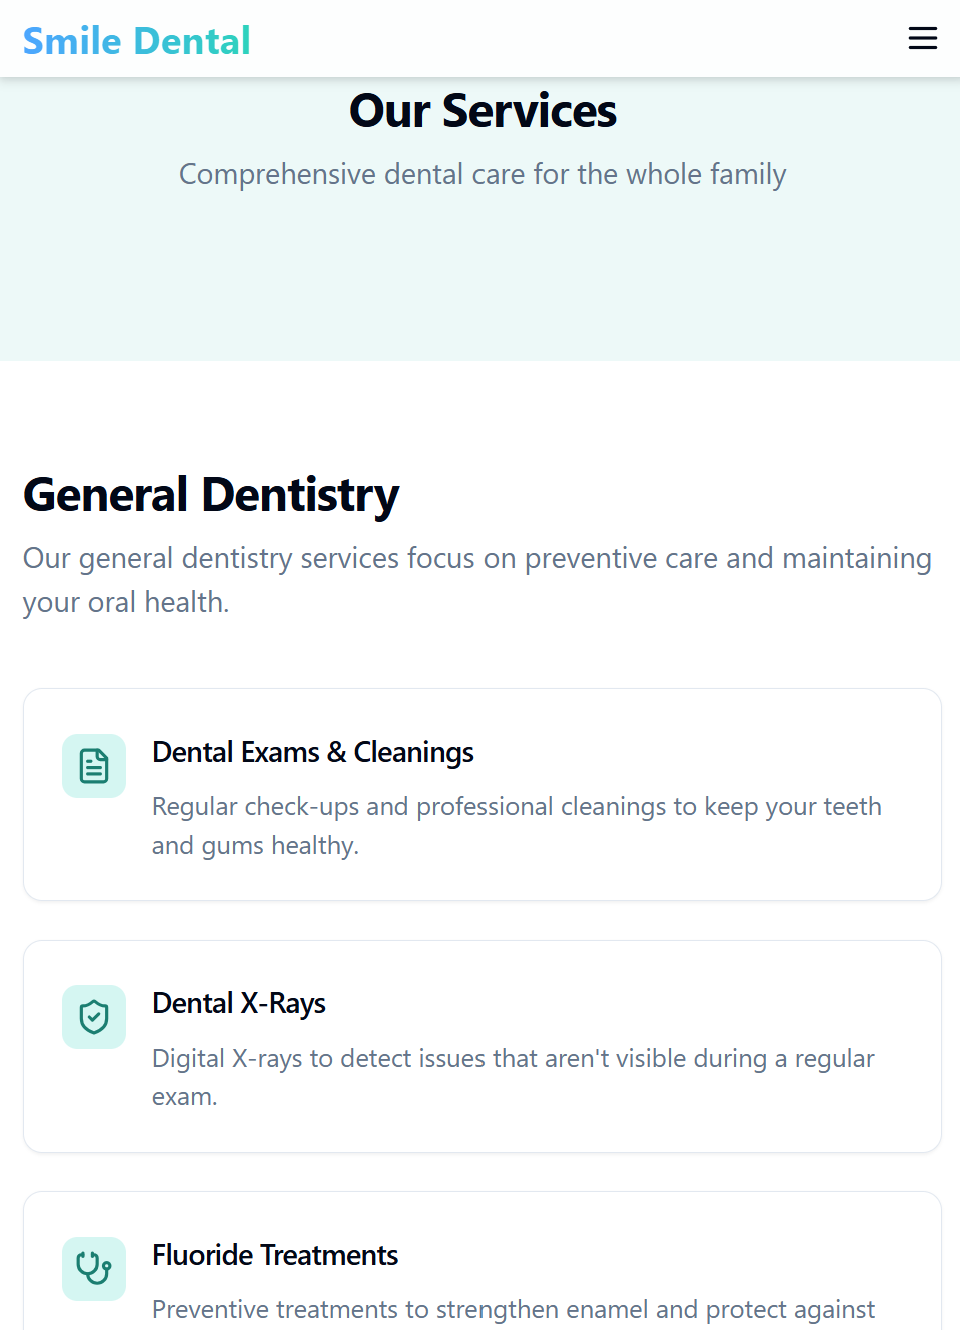 Smile Dental
Our Services
Comprehensive dental care for the whole family
General Dentistry
Our general dentistry services focus on preventive care and maintaining
your oral health.
Dental Exams & Cleanings
Regular check-ups and professional cleanings to keep your teeth
and gums healthy.
Dental X-Rays
Digital X-rays to detect issues that aren't visible during a regular
exam.
Fluoride Treatments
Preventive treatments to strengthen enamel and protect against